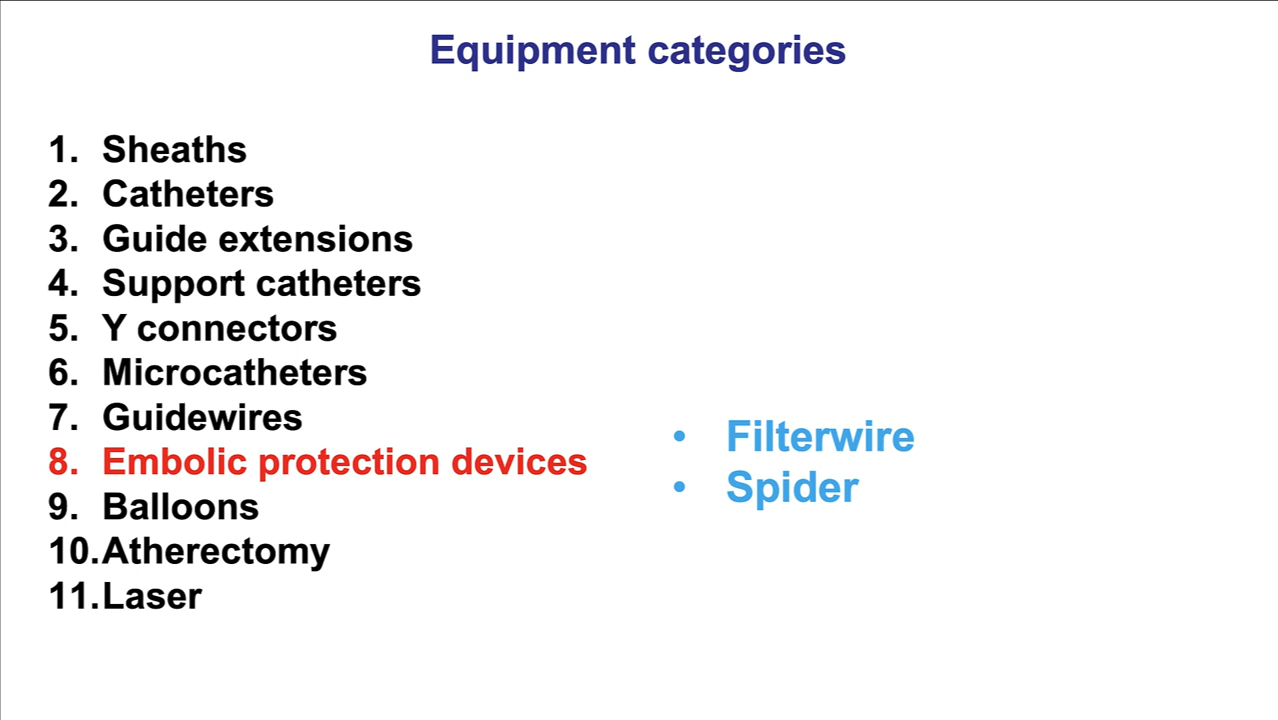 Equipment categories
1. Sheaths
2. Catheters
3. Guide extensions
4. Support catheters
5. Y connectors
6. Microcatheters
7. Guidewires
8. Embolic protection devices
9. Balloons
10. Atherectomy
11. Laser
• Filterwire
• Spider